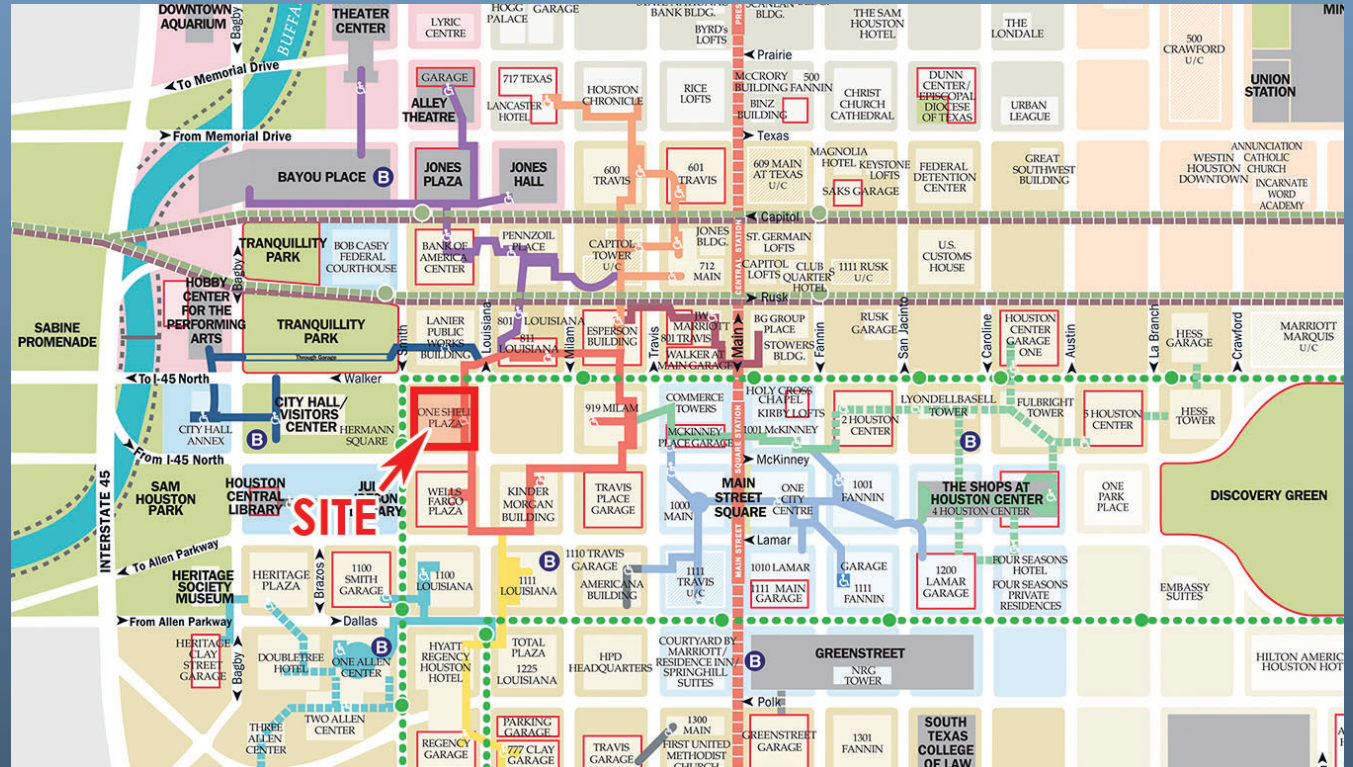 DOWNTOWN
AQUARIUM
Bagby
BUFFA
THEATER
CENTER
LYRIC
CENTRE
HOGG
PALACE
GARAGE
BANK BLDG.
BYRD's
LOFTS
BLDG.
THE SAM
HOUSTON
HOTEL
THE
LONDALE
500
CRAWFORD
U/C
UNION
STATION
To Memorial Drive
From Memorial Drive
Prairie
GARAGE
ALLEY
THEATRE
717 TEXAS
LANCASTER
HOTEL
HOUSTON
CHRONICLE
RICE
LOFTS
MCCRORY
BUILDING
500
FANNIN
BINZ
BUILDING
CHRIST
CHURCH
CATHEDRAL
DUNN
CENTER/
EPISCOPAL
DIOCESE
OF TEXAS
URBAN
LEAGUE
Texas
BAYOU PLACE
B
JONES
PLAZA
JONES
HALL
600
TRAVIS
601
TRAVIS
609 MAIN
AT TEXAS
U/C
MAGNOLIA
HOTEL
KEYSTONE
LOFTS
SAKS GARAGE
FEDERAL
DETENTION
CENTER
GREAT
SOUTHWEST
BUILDING
WESTIN
HOUSTON
DOWNTOWN
ANNUNCIATION
CATHOLIC
CHURCH
INCARNATE
WORD
ACADEMY
Capitol
TRANQUILLITY
PARK
BOB CASEY
FEDERAL
COURTHOUSE
BANK OF
AMERICA
CENTER
PENNZOIL
PLACE
CAPITOL
TOWER
U/C
JONES
BLDG.
712
MAIN
CENTRAL STATION
ST. GERMAIN
LOFTS
CAPITOL
LOFTS
CLUB
QUARTERS
HOTEL
1111 RUSK
U/C
U.S.
CUSTOMS
HOUSE
Bagby
Rusk
HOBBY
CENTER
FOR THE
PERFORMING
ARTS
SABINE
PROMENADE
TRANQUILLITY
PARK
Through Garage
Smith
LANIER
PUBLIC
WORKS
BUILDING
Louisiana
801 LOUISIANA
811
LOUISIANA
Milam
ESPERSON
BUILDING
Travis
JW
MARRIOTT
801 TRAVIS
WALKER AT
MAIN GARAGE
Main
BG GROUP
PLACE
STOWERS
BLDG.
Fannin
RUSK
GARAGE
San Jacinto
Caroline
HOUSTON
CENTER
GARAGE
ONE
Austin
La Branch
HESS
GARAGE
Crawford
MARRIOTT
MARQUIS
U/C
To I-45 North
Walker
CITY HALL
ANNEX
CITY HALL/
VISITORS
CENTER
B
HERMANN
SQUARE
ONE SHELL
PLAZA
919 MILAM
COMMERCE
TOWERS
MCKINNEY
PLACE GARAGE
HOLY CROSS
CHAPEL
KIRBY LOFTS
1001 McKINNEY
2 HOUSTON
CENTER
LYONDELLBASELL
TOWER
B
FULBRIGHT
TOWER
5 HOUSTON
CENTER
HESS
TOWER
From I-45 North
McKinney
INTERSTATE 45
SAM
HOUSTON
PARK
HOUSTON
CENTRAL
LIBRARY
SITE
WELLS
FARGO
PLAZA
KINDER
MORGAN
BUILDING
TRAVIS
PLACE
GARAGE
1000
MAIN
MAIN
STREET
SQUARE
MAIN STREET SQUARE STATION
ONE
CITY
CENTRE
1001
FANNIN
THE SHOPS AT
HOUSTON CENTER
4 HOUSTON CENTER
ONE
PARK
PLACE
DISCOVERY GREEN
To Allen Parkway
Lamar
HERITAGE
SOCIETY
MUSEUM
HERITAGE
PLAZA
Brazos
1100
SMITH
GARAGE
1100
LOUISIANA
1111
LOUISIANA
B
1110 TRAVIS
GARAGE
AMERICANA
BUILDING
1111
TRAVIS
U/C
1010 LAMAR
1111 MAIN
GARAGE
GARAGE
1111
FANNIN
1200
LAMAR
GARAGE
FOUR SEASONS
HOTEL
FOUR SEASONS
PRIVATE
RESIDENCES
EMBASSY
SUITES
From Allen Parkway
Dallas
HERITAGE
CLAY
STREET
GARAGE
Bagby
DOUBLETREE
HOTEL
B
ONE ALLEN
CENTER
HYATT
REGENCY
HOUSTON
HOTEL
TOTAL
PLAZA
1225
LOUISIANA
HPD
HEADQUARTERS
COURTYARD BY
MARRIOTT/
RESIDENCE INN/
SPRINGHILL
SUITES
B
GREENSTREET
NRG
TOWER
HILTON AMERIC
HOUSTON HOT
Polk
THREE
ALLEN
CENTER
TWO ALLEN
CENTER
REGENCY
GARAGE
PARKING
GARAGE
777 CLAY
GARAGE
TRAVIS
GARAGE
1300
MAIN
FIRST UNITED
METHODIST
CHURCH
GREENSTREET
GARAGE
1301
FANNIN
SOUTH
TEXAS
COLLEGE
OF LAW